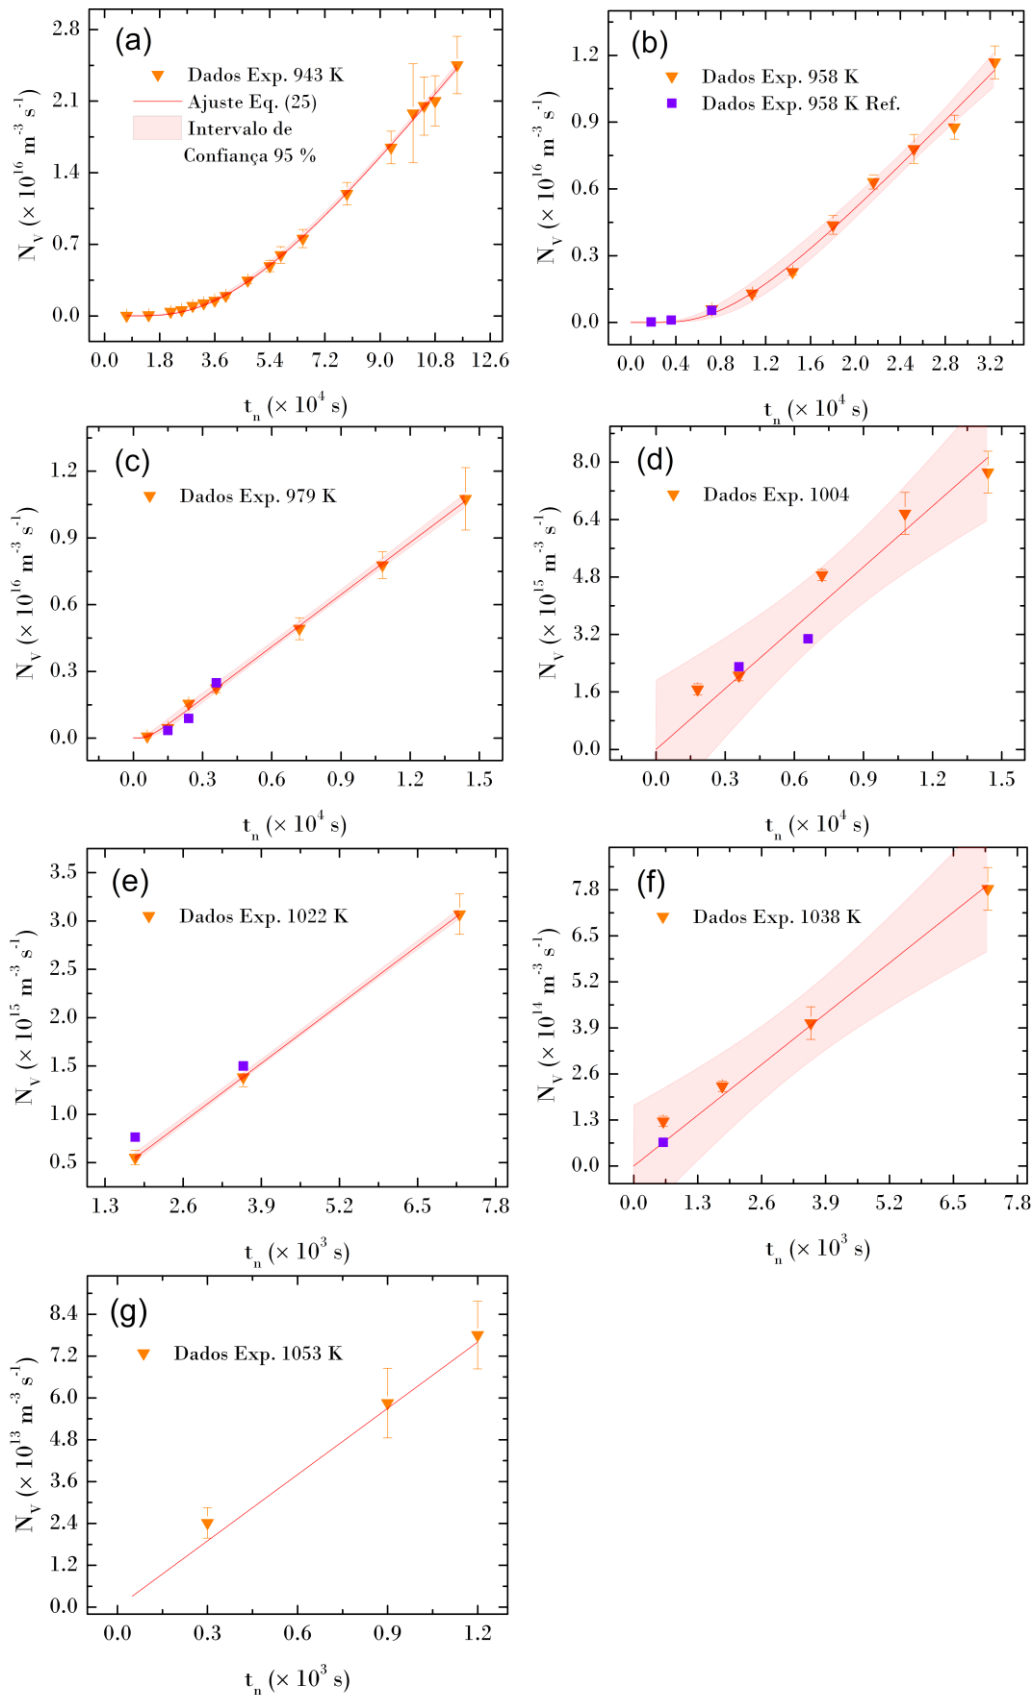 (a)
Dados Exp. 943 K
Ajuste Eq. (25)
Intervalo de
Confiança 95 %
2.8
2.1
1.4
0.7
0.0
N_V (× 10^16 m^-3 s^-1)
0.0 1.8 3.6 5.4 7.2 9.0 10.8 12.6
t_n (× 10^4 s)
(b)
Dados Exp. 958 K
Dados Exp. 958 K Ref.
1.2
0.9
0.6
0.3
0.0
N_V (× 10^16 m^-3 s^-1)
0.0 0.4 0.8 1.2 1.6 2.0 2.4 2.8 3.2
t_n (× 10^4 s)
(c)
Dados Exp. 979 K
1.2
0.9
0.6
0.3
0.0
N_V (× 10^16 m^-3 s^-1)
0.0 0.3 0.6 0.9 1.2 1.5
t_n (× 10^4 s)
(d)
Dados Exp. 1004
8.0
6.4
4.8
3.2
1.6
0.0
N_V (× 10^15 m^-3 s^-1)
0.0 0.3 0.6 0.9 1.2 1.5
t_n (× 10^4 s)
(e)
Dados Exp. 1022 K
3.5
3.0
2.5
2.0
1.5
1.0
0.5
N_V (× 10^15 m^-3 s^-1)
1.3 2.6 3.9 5.2 6.5 7.8
t_n (× 10^3 s)
(f)
Dados Exp. 1038 K
7.8
6.5
5.2
3.9
2.6
1.3
0.0
N_V (× 10^14 m^-3 s^-1)
0.0 1.3 2.6 3.9 5.2 6.5 7.8
t_n (× 10^3 s)
(g)
Dados Exp. 1053 K
8.4
7.2
6.0
4.8
3.6
2.4
1.2
0.0
N_V (× 10^13 m^-3 s^-1)
0.0 0.3 0.6 0.9 1.2
t_n (× 10^3 s)